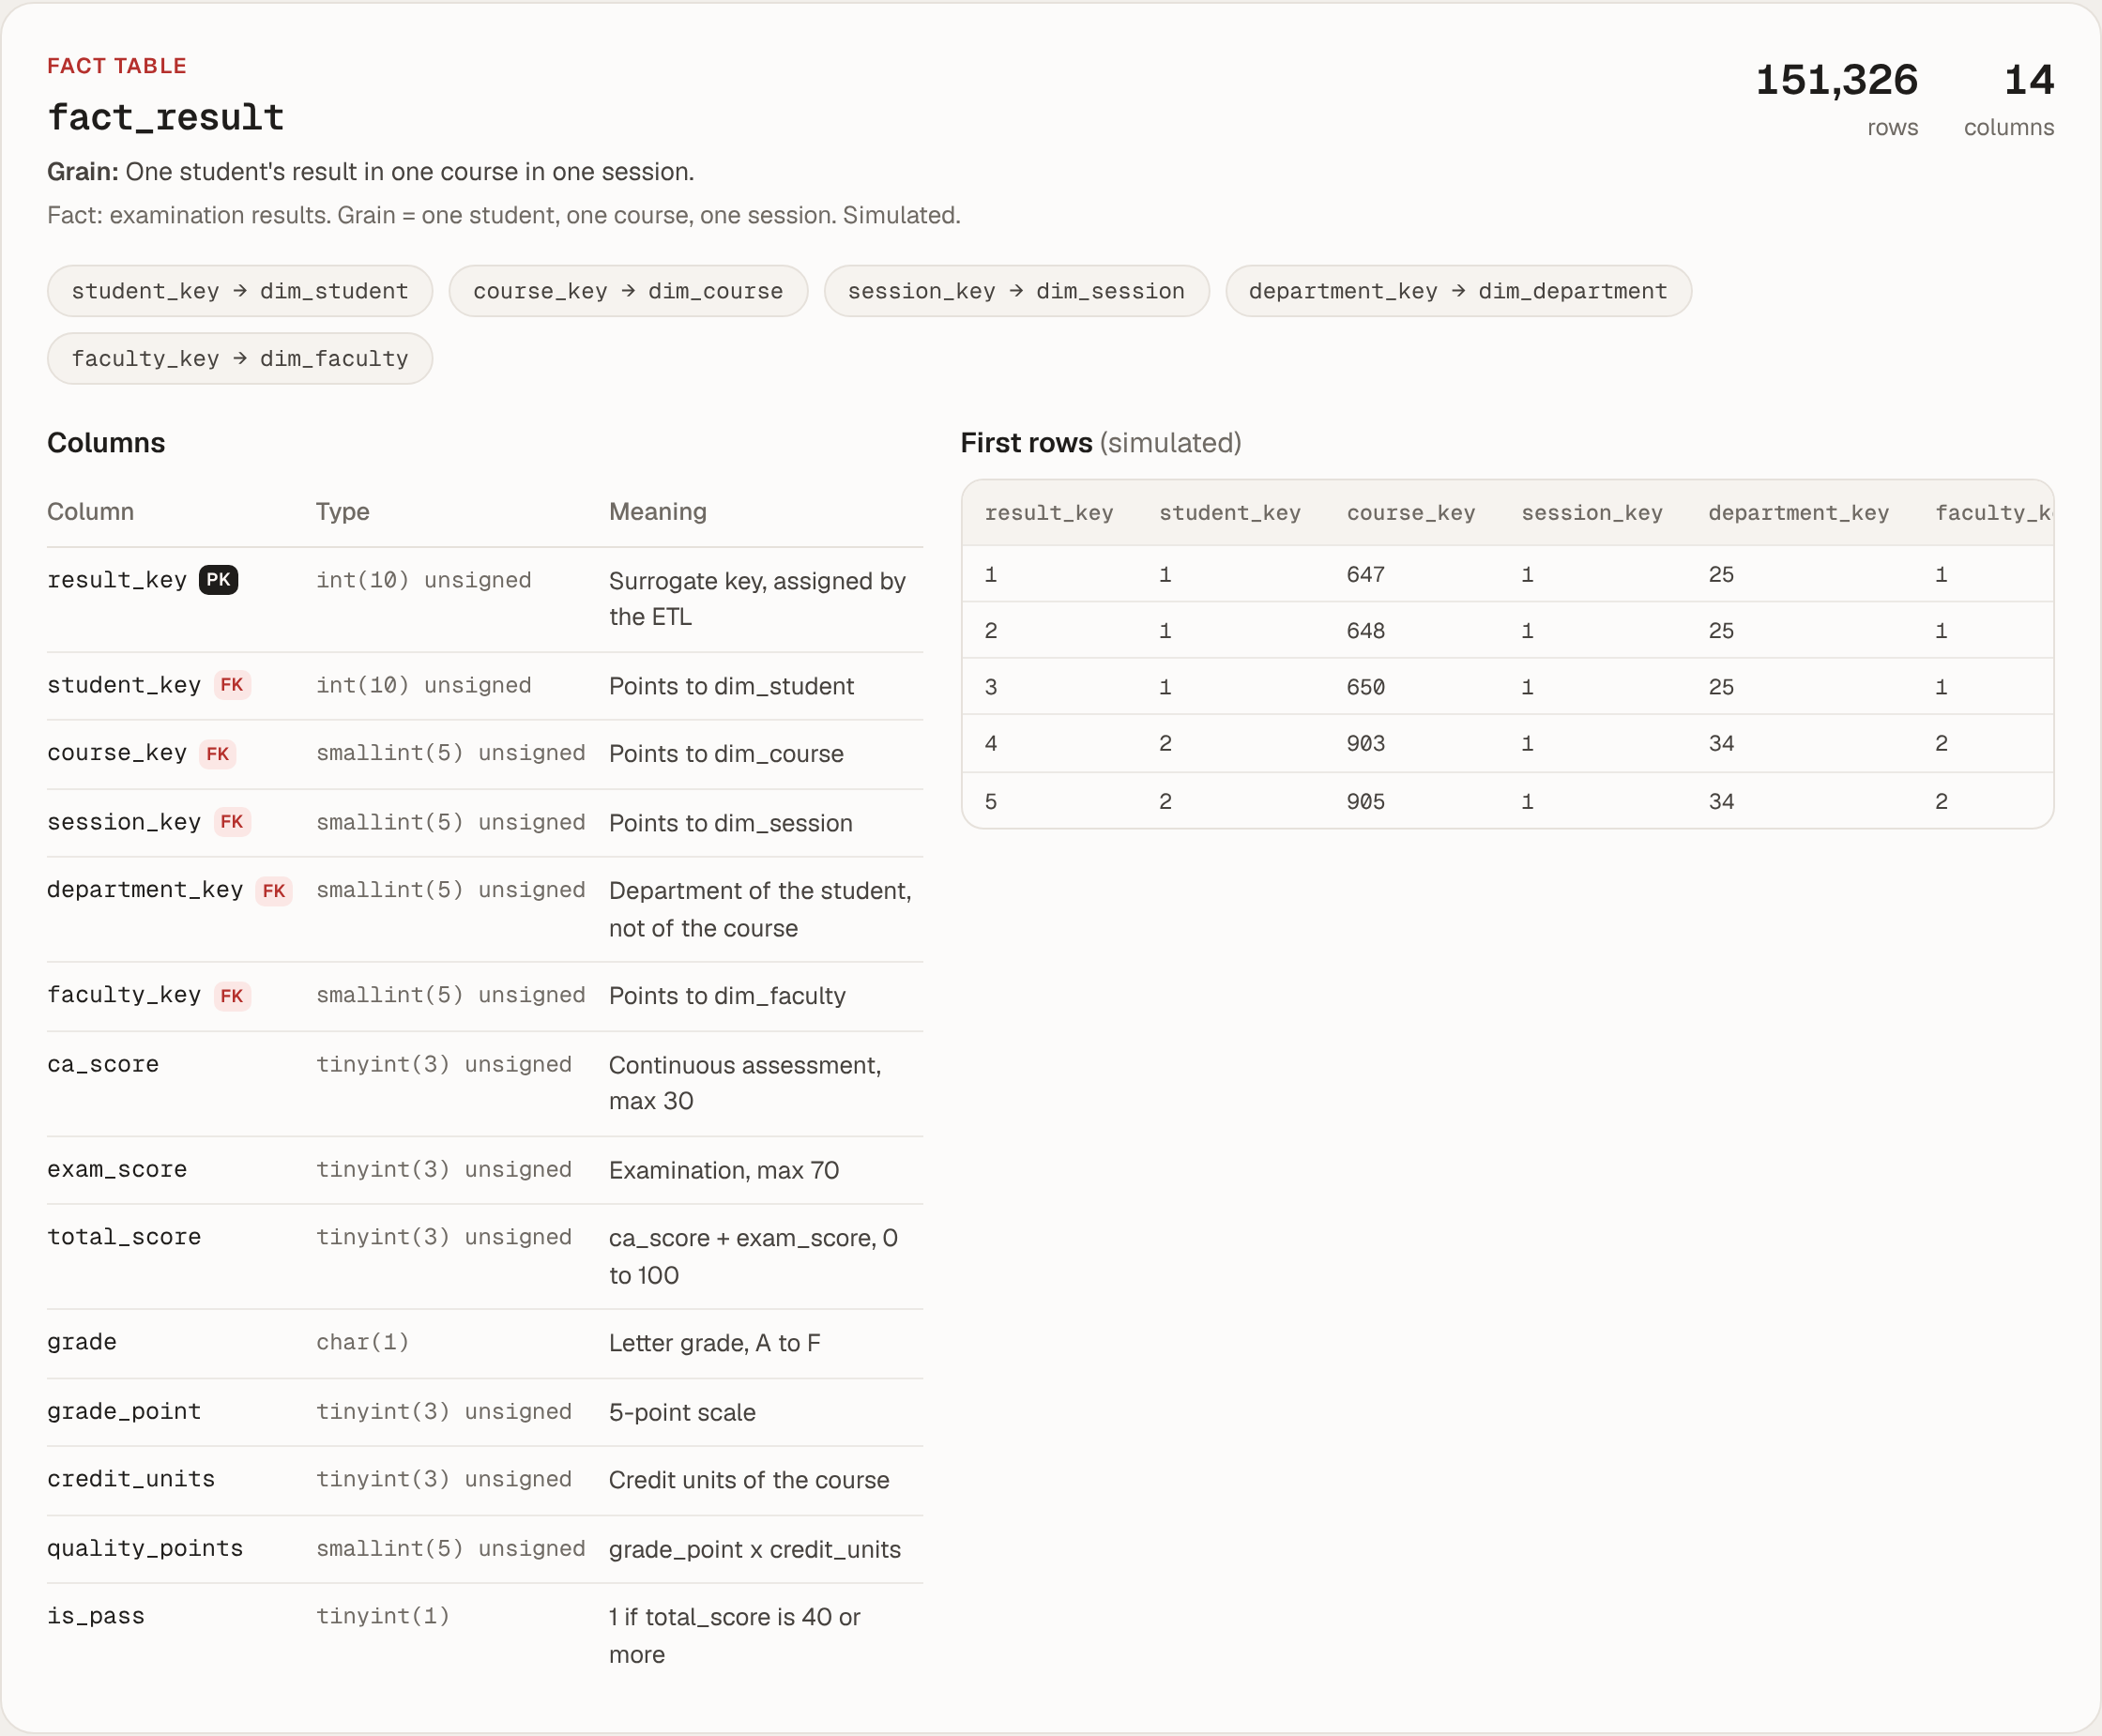 FACT TABLE
fact_result
151,326 14
rows columns
Grain: One student's result in one course in one session.
Fact: examination results. Grain = one student, one course, one session. Simulated.
student_key → dim_student course_key → dim_course session_key → dim_session department_key → dim_department
faculty_key → dim_faculty
Columns
Column Type Meaning
result_key PK int(10) unsigned Surrogate key, assigned by
the ETL
student_key FK int(10) unsigned Points to dim_student
course_key FK smallint(5) unsigned Points to dim_course
session_key FK smallint(5) unsigned Points to dim_session
department_key FK smallint(5) unsigned Department of the student,
not of the course
faculty_key FK smallint(5) unsigned Points to dim_faculty
ca_score tinyint(3) unsigned Continuous assessment,
max 30
exam_score tinyint(3) unsigned Examination, max 70
total_score tinyint(3) unsigned ca_score + exam_score, 0
to 100
grade char(1) Letter grade, A to F
grade_point tinyint(3) unsigned 5-point scale
credit_units tinyint(3) unsigned Credit units of the course
quality_points smallint(5) unsigned grade_point x credit_units
is_pass tinyint(1) 1 if total_score is 40 or
more
First rows (simulated)
result_key student_key course_key session_key department_key faculty_k
1 1 647 1 25 1
2 1 648 1 25 1
3 1 650 1 25 1
4 2 903 1 34 2
5 2 905 1 34 2